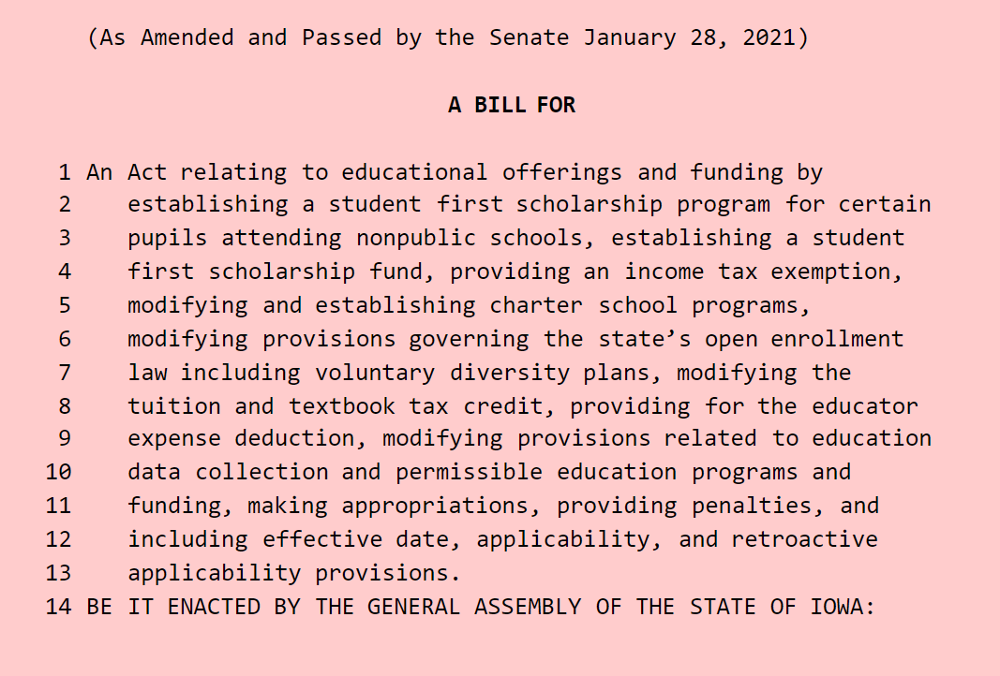 (As Amended and Passed by the Senate January 28, 2021)
A BILL FOR
1 An Act relating to educational offerings and funding by
2 establishing a student first scholarship program for certain
3 pupils attending nonpublic schools, establishing a student
4 first scholarship fund, providing an income tax exemption,
5 modifying and establishing charter school programs,
6 modifying provisions governing the state’s open enrollment
7 law including voluntary diversity plans, modifying the
8 tuition and textbook tax credit, providing for the educator
9 expense deduction, modifying provisions related to education
10 data collection and permissible education programs and
11 funding, making appropriations, providing penalties, and
12 including effective date, applicability, and retroactive
13 applicability provisions.
14 BE IT ENACTED BY THE GENERAL ASSEMBLY OF THE STATE OF IOWA: